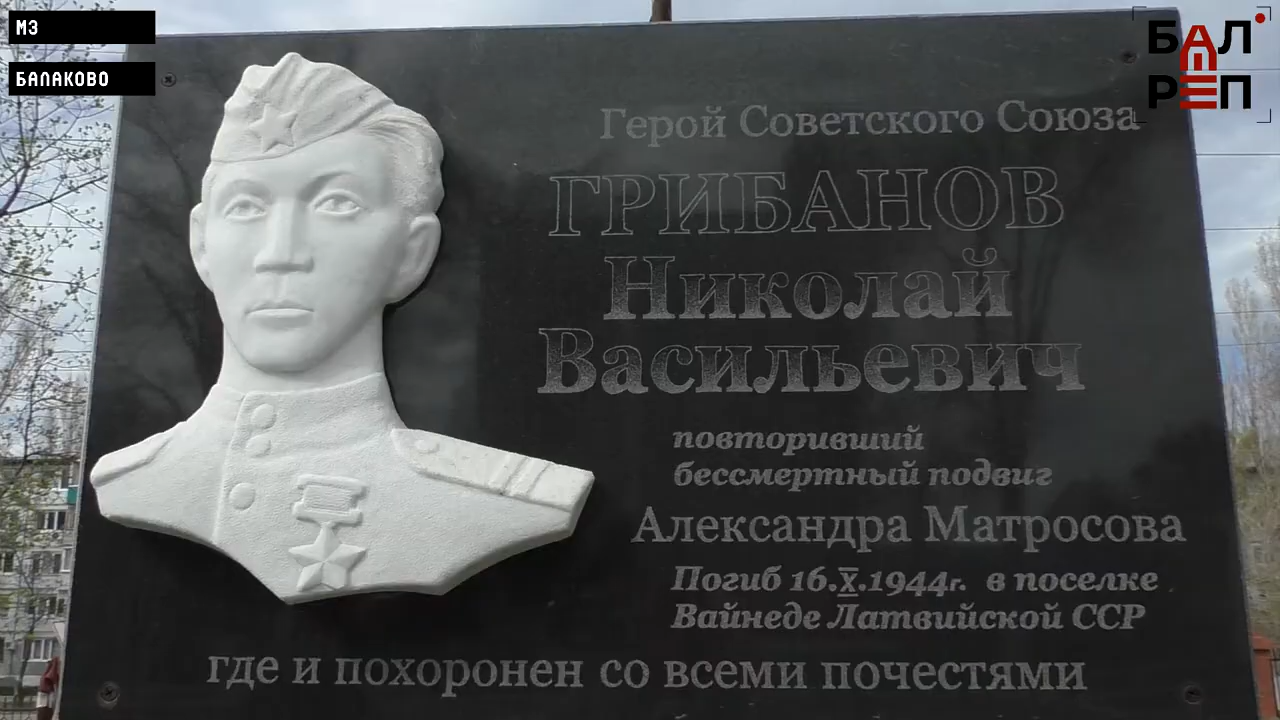 МЗ
БАЛАКОВО
БАЛ
РЕП
Герой Советского Союза
ГРИБАНОВ
Николай
Васильевич
повторивший
бессмертный подвиг
Александра Матросова
Погиб 16.X.1944г. в поселке
Вайнеде Латвийской ССР
где и похоронен со всеми почестями